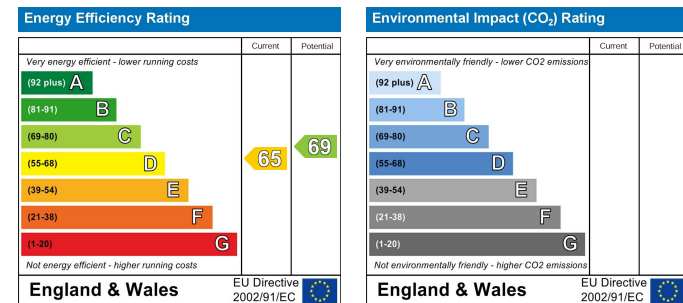 Energy Efficiency Rating
Current Potential
Very energy efficient - lower running costs
(92 plus) A
(81-91) B
(69-80) C
(55-68) D
(39-54) E
(21-38) F
(1-20) G
65
69
Not energy efficient - higher running costs
England & Wales
EU Directive
2002/91/EC
Environmental Impact (CO₂) Rating
Current Potential
Very environmentally friendly - lower CO2 emissions
(92 plus) A
(81-91) B
(69-80) C
(55-68) D
(39-54) E
(21-38) F
(1-20) G
Not environmentally friendly - higher CO2 emissions
England & Wales
EU Directive
2002/91/EC